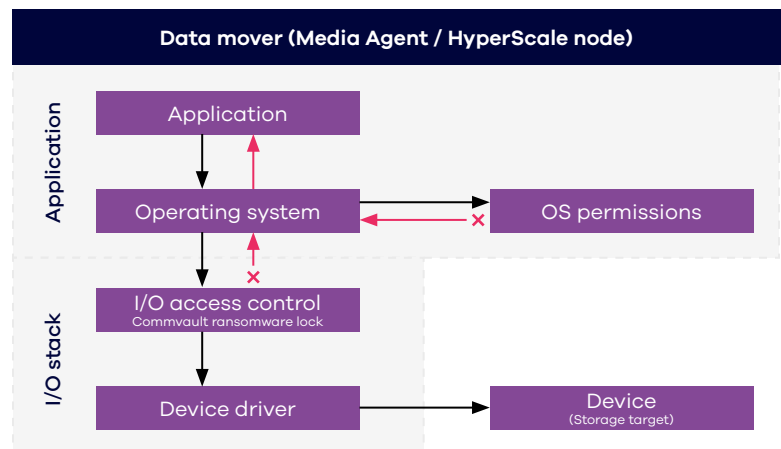 Data mover (Media Agent / HyperScale node)
Application
Application
Operating system
OS permissions
I/O stack
I/O access control
Commvault ransomware lock
Device driver
Device
(Storage target)